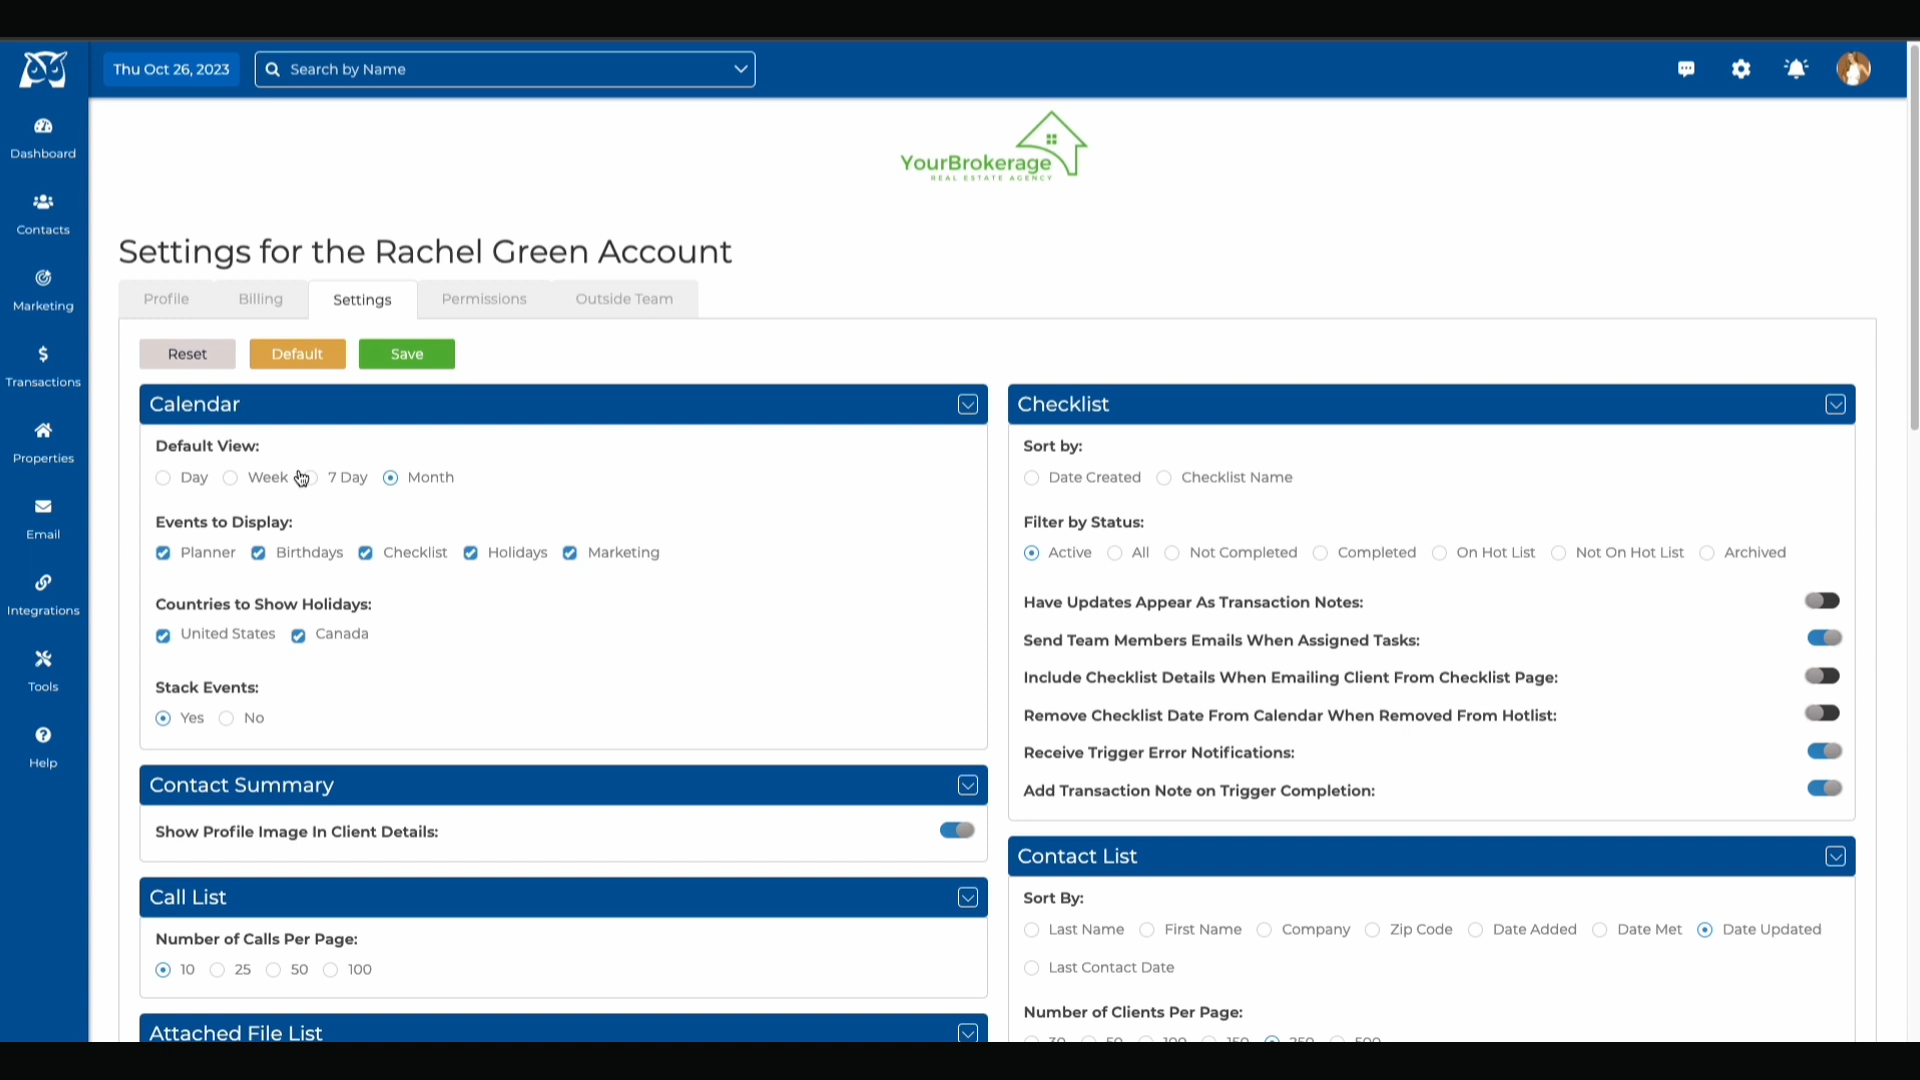 Thu Oct 26, 2023
Search by Name
Dashboard
Contacts
Marketing
Transactions
Properties
Email
Integrations
Tools
Help
YourBrokerage
REAL ESTATE AGENCY
Settings for the Rachel Green Account
Profile Billing Settings Permissions Outside Team
Reset Default Save
Calendar
Default View:
Day Week 7 Day Month
Events to Display:
Planner Birthdays Checklist Holidays Marketing
Countries to Show Holidays:
United States Canada
Stack Events:
Yes No
Contact Summary
Show Profile Image In Client Details:
Call List
Number of Calls Per Page:
10 25 50 100
Attached File List
Checklist
Sort by:
Date Created Checklist Name
Filter by Status:
Active All Not Completed Completed On Hot List Not On Hot List Archived
Have Updates Appear As Transaction Notes:
Send Team Members Emails When Assigned Tasks:
Include Checklist Details When Emailing Client From Checklist Page:
Remove Checklist Date From Calendar When Removed From Hotlist:
Receive Trigger Error Notifications:
Add Transaction Note on Trigger Completion:
Contact List
Sort By:
Last Name First Name Company Zip Code Date Added Date Met Date Updated
Last Contact Date
Number of Clients Per Page:
30 50 100 150 250 500